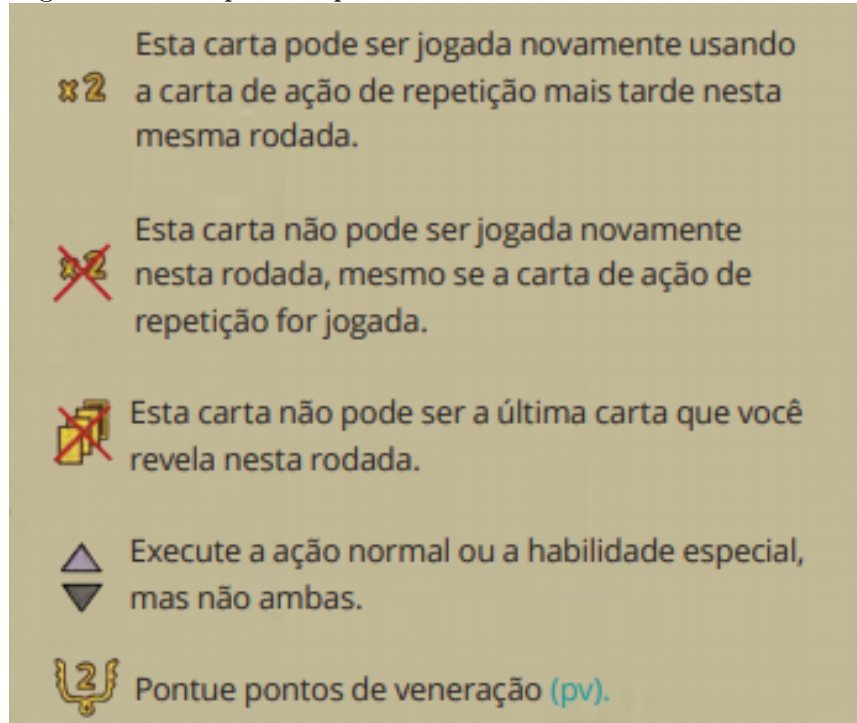 Esta carta pode ser jogada novamente usando
x2 a carta de ação de repetição mais tarde nesta
mesma rodada.
Esta carta não pode ser jogada novamente
x2 nesta rodada, mesmo se a carta de ação de
repetição for jogada.
Esta carta não pode ser a última carta que você
revela nesta rodada.
Execute a ação normal ou a habilidade especial,
mas não ambas.
2 Pontue pontos de veneração (pv).